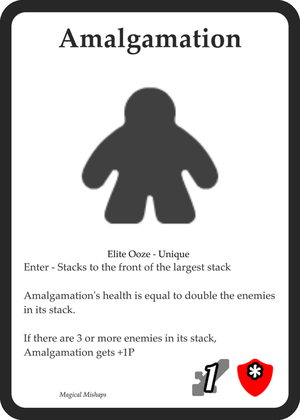 Amalgamation
Elite Ooze - Unique
Enter - Stacks to the front of the largest stack
Amalgamation's health is equal to double the enemies
in its stack.
If there are 3 or more enemies in its stack,
Amalgamation gets +1P
1 *
Magical Mishaps